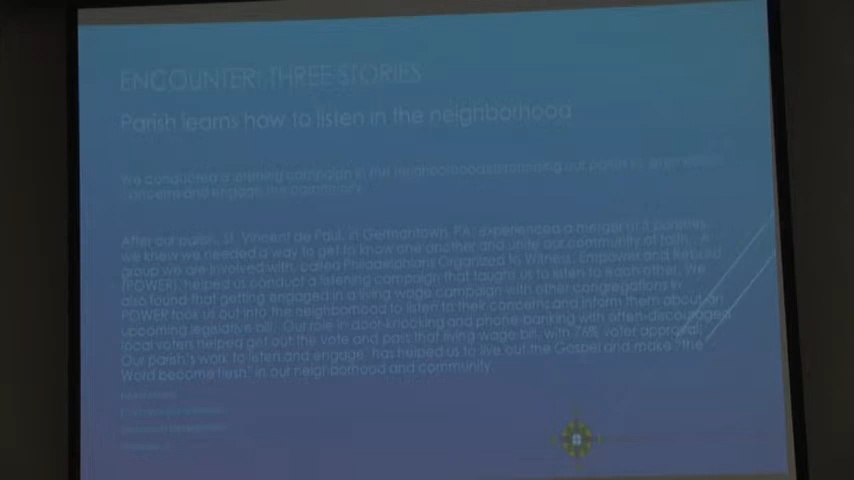 ENCOUNTER: THREE STORIES
Parish learns how to listen in the neighborhood
We conducted a listening campaign in the neighborhoods surrounding our parish to
concerns and engage the community.
After our parish, St. Vincent de Paul, in Germantown, PA, experienced a merger of parishes,
we knew we needed a way to get to know one another and unite our community of faith. A
group we are involved with, called Philadelphians Organized to Witness, Empower and Rebuild
(POWER), helped us conduct a listening campaign that taught us to listen to each other. We
also found that getting engaged in a living wage campaign with other congregations in
POWER took us out into the neighborhood to listen to their concerns and inform them about an
upcoming legislative bill. Our role in door-knocking and phone-banking with often-discouraged
local voters helped get out the vote and pass that living wage bill, with 76% voter approval.
Our parish's work to listen and engage, has helped us to live out the Gospel and make "the
Word become flesh" in our neighborhood and community.